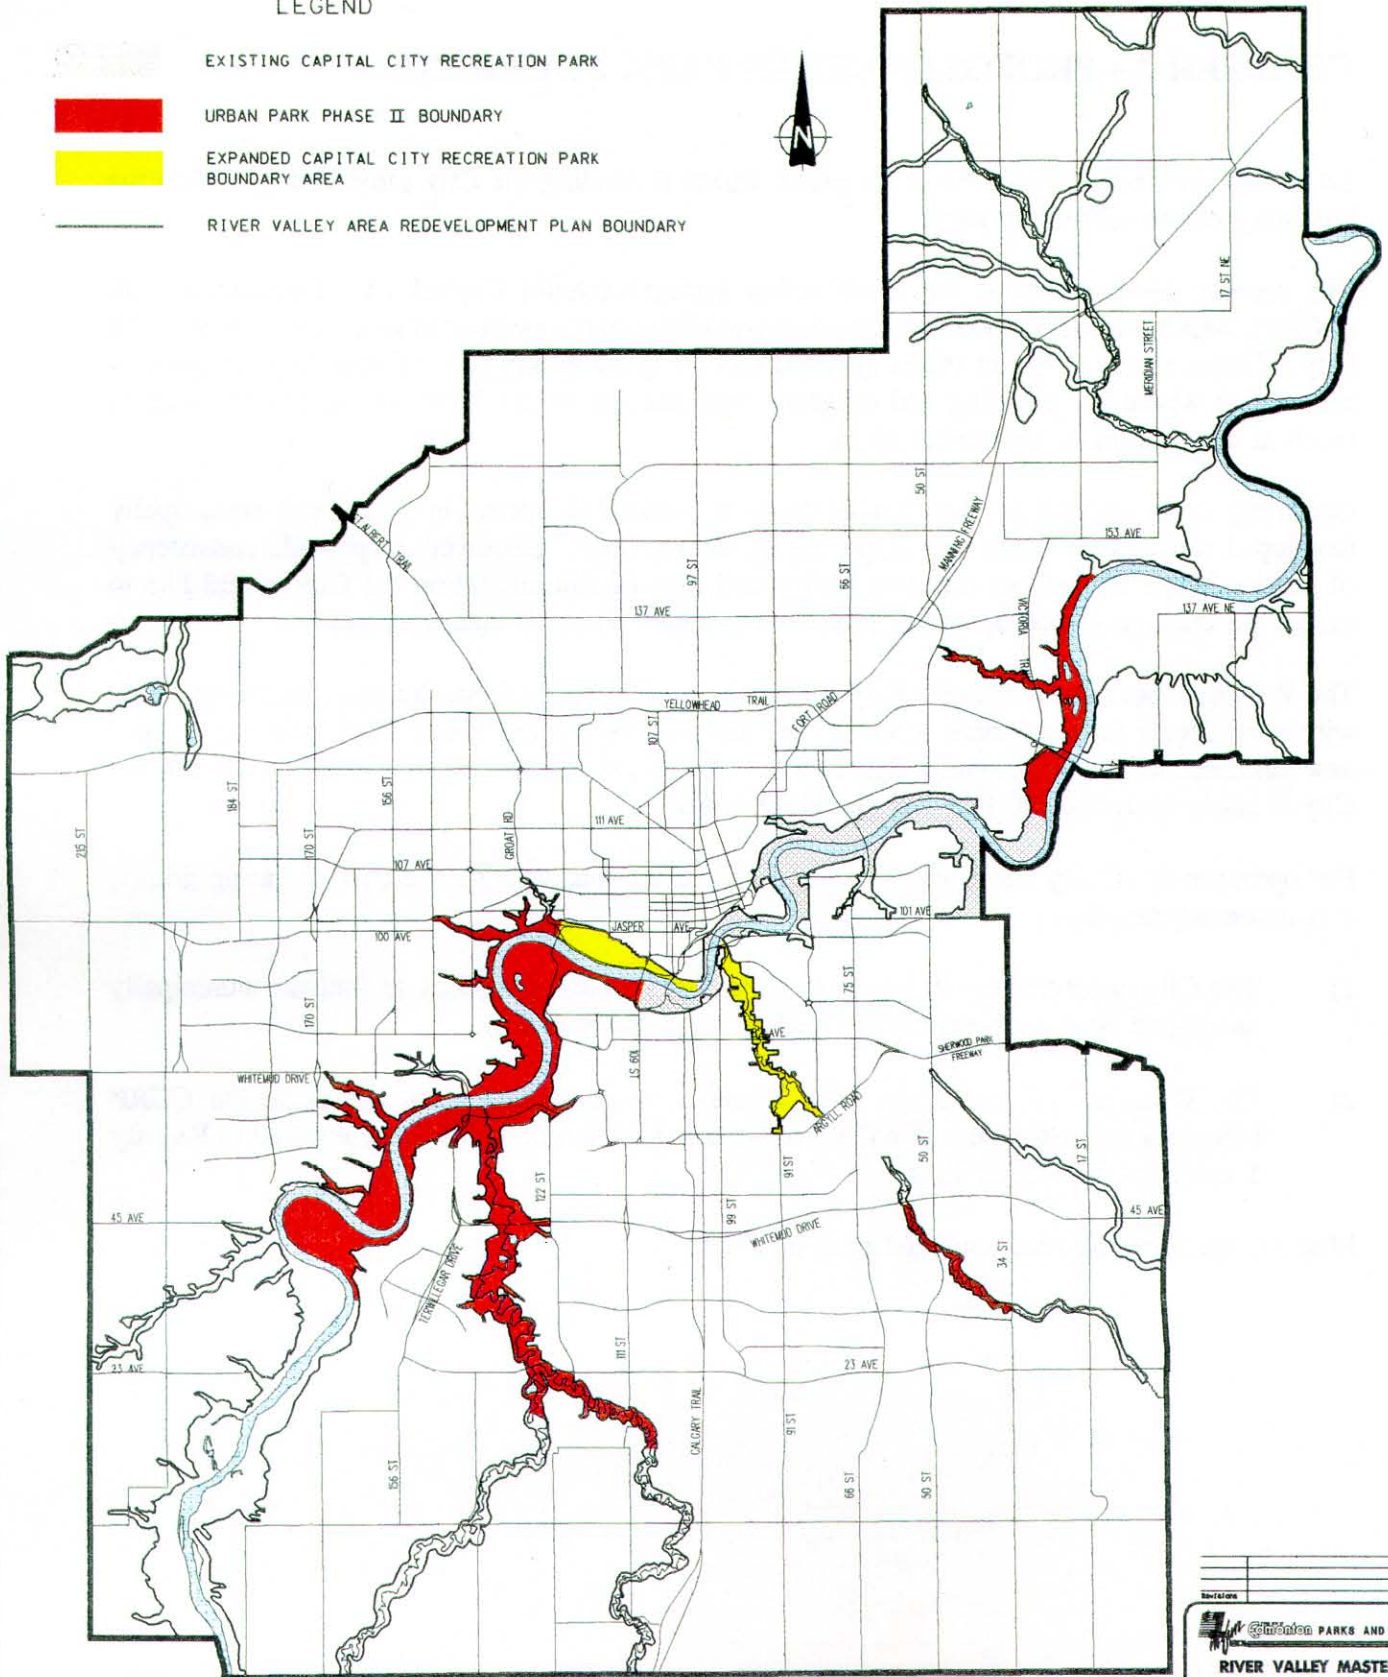 LEGEND
EXISTING CAPITAL CITY RECREATION PARK
URBAN PARK PHASE II BOUNDARY
EXPANDED CAPITAL CITY RECREATION PARK
BOUNDARY AREA
RIVER VALLEY AREA REDEVELOPMENT PLAN BOUNDARY
N
17 ST NE
MERIDIAN STREET
50 ST
MANNING FREEWAY
153 AVE
ST ALBERT TRAIL
97 ST
66 ST
137 AVE
VICTORIA TR
137 AVE NE
YELLOWHEAD TRAIL
FORT ROAD
107 ST
184 ST
156 ST
215 ST
170 ST
GROAT RD
111 AVE
107 AVE
101 AVE
JASPER AVE
100 AVE
75 ST
170 ST
AVE
SHERWOOD PARK
FREEWAY
109 ST
WHITEMUD DRIVE
ARGYLL ROAD
50 ST
17 ST
91 ST
122 ST
99 ST
45 AVE
45 AVE
WHITEMUD DRIVE
34 ST
TERWILLEGAR DRIVE
111 ST
23 AVE
23 AVE
CALGARY TRAIL
91 ST
156 ST
66 ST
50 ST
Revisions
Edmonton PARKS AND
RIVER VALLEY MASTE